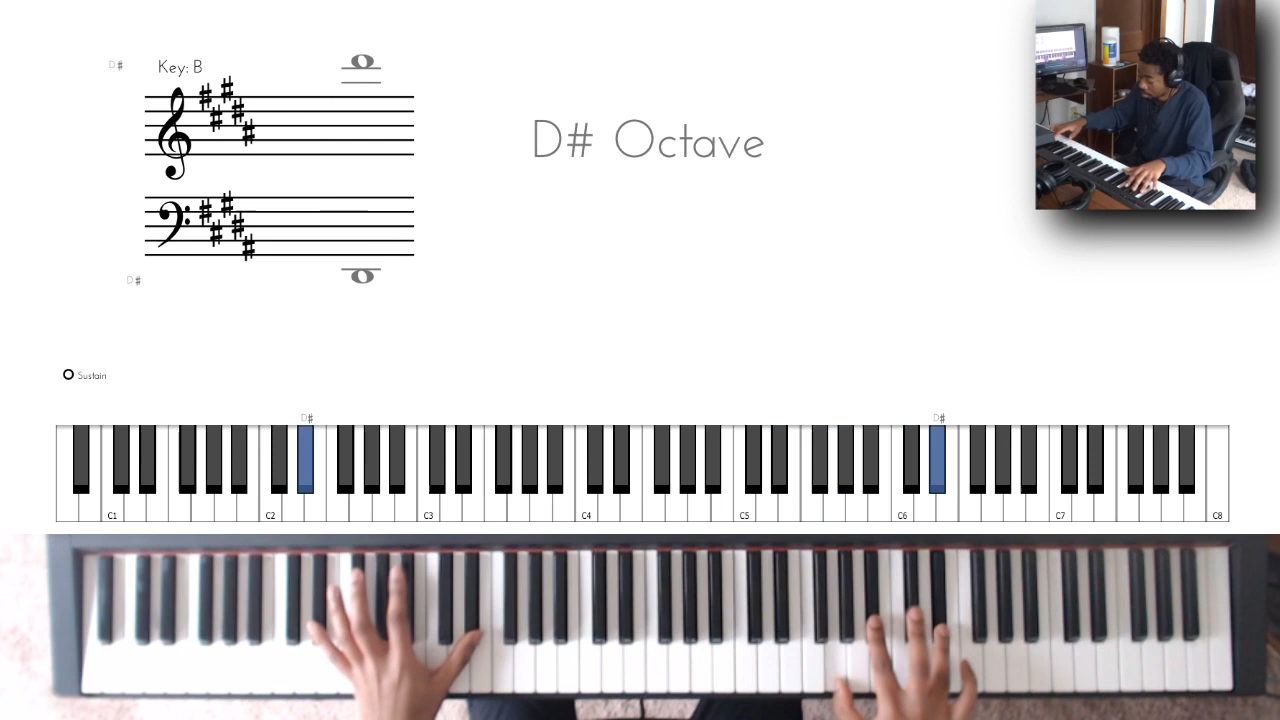 D#
Key: B
D# Octave
D#
Sustain
D# D#
C1 C2 C3 C4 C5 C6 C7 C8